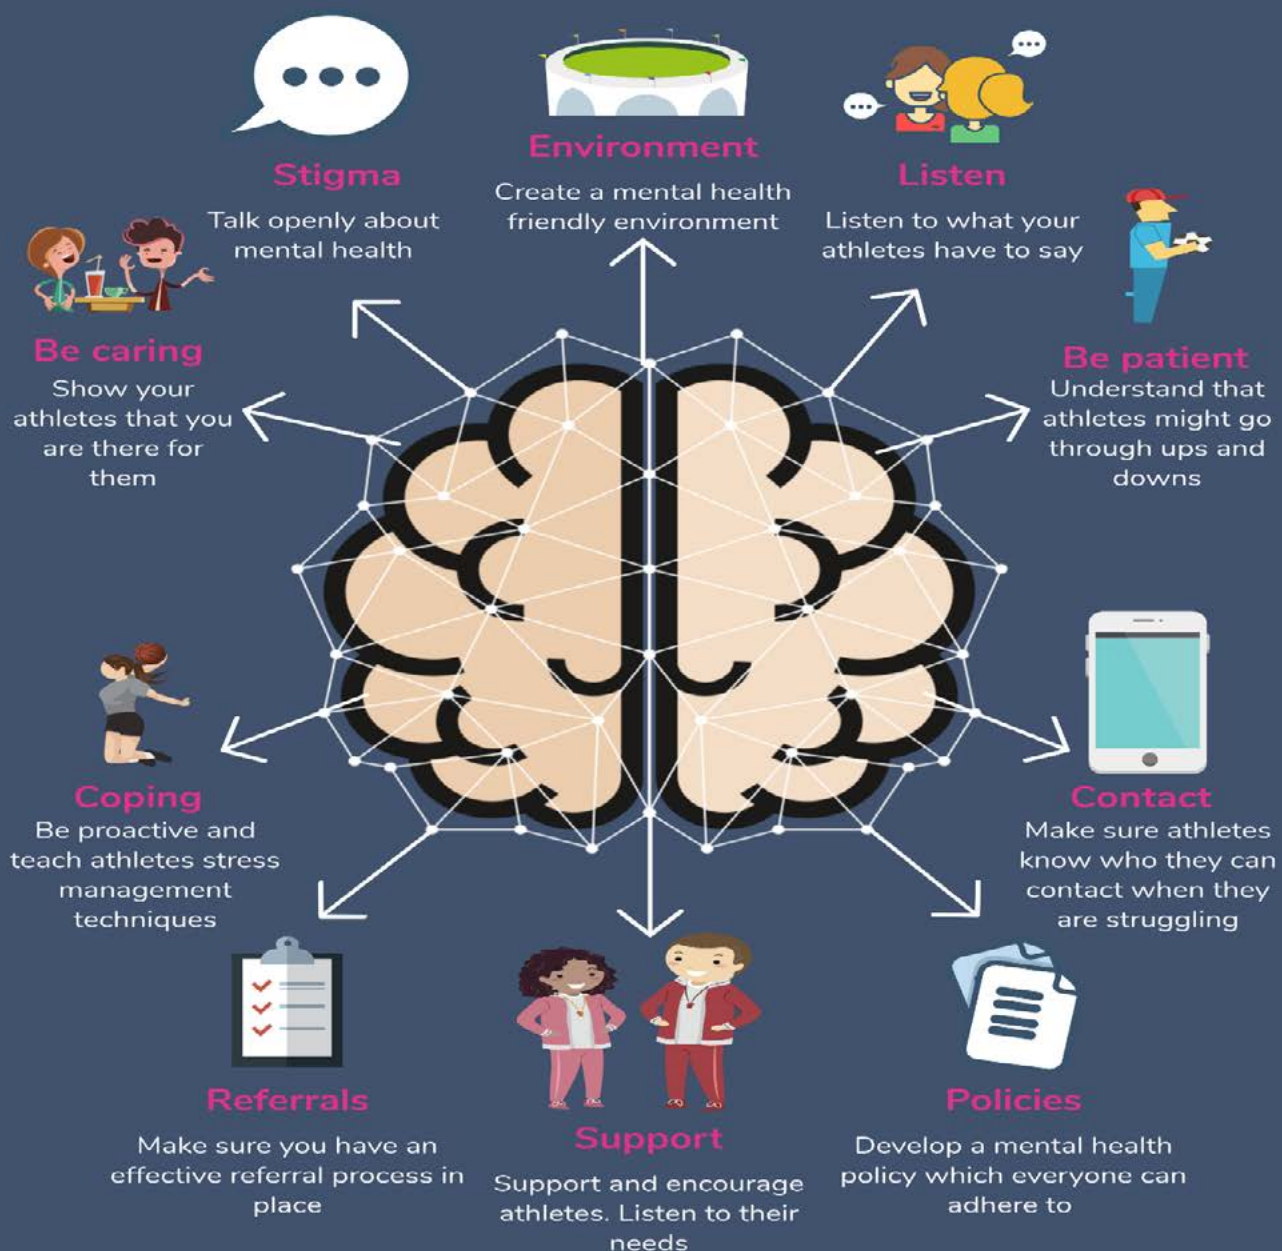 Stigma
Talk openly about
mental health
Environment
Create a mental health
friendly environment
Listen
Listen to what your
athletes have to say
Be caring
Show your
athletes that you
are there for
them
Be patient
Understand that
athletes might go
through ups and
downs
Coping
Be proactive and
teach athletes stress
management
techniques
Contact
Make sure athletes
know who they can
contact when they
are struggling
Referrals
Make sure you have an
effective referral process in
place
Support
Support and encourage
athletes. Listen to their
needs
Policies
Develop a mental health
policy which everyone can
adhere to